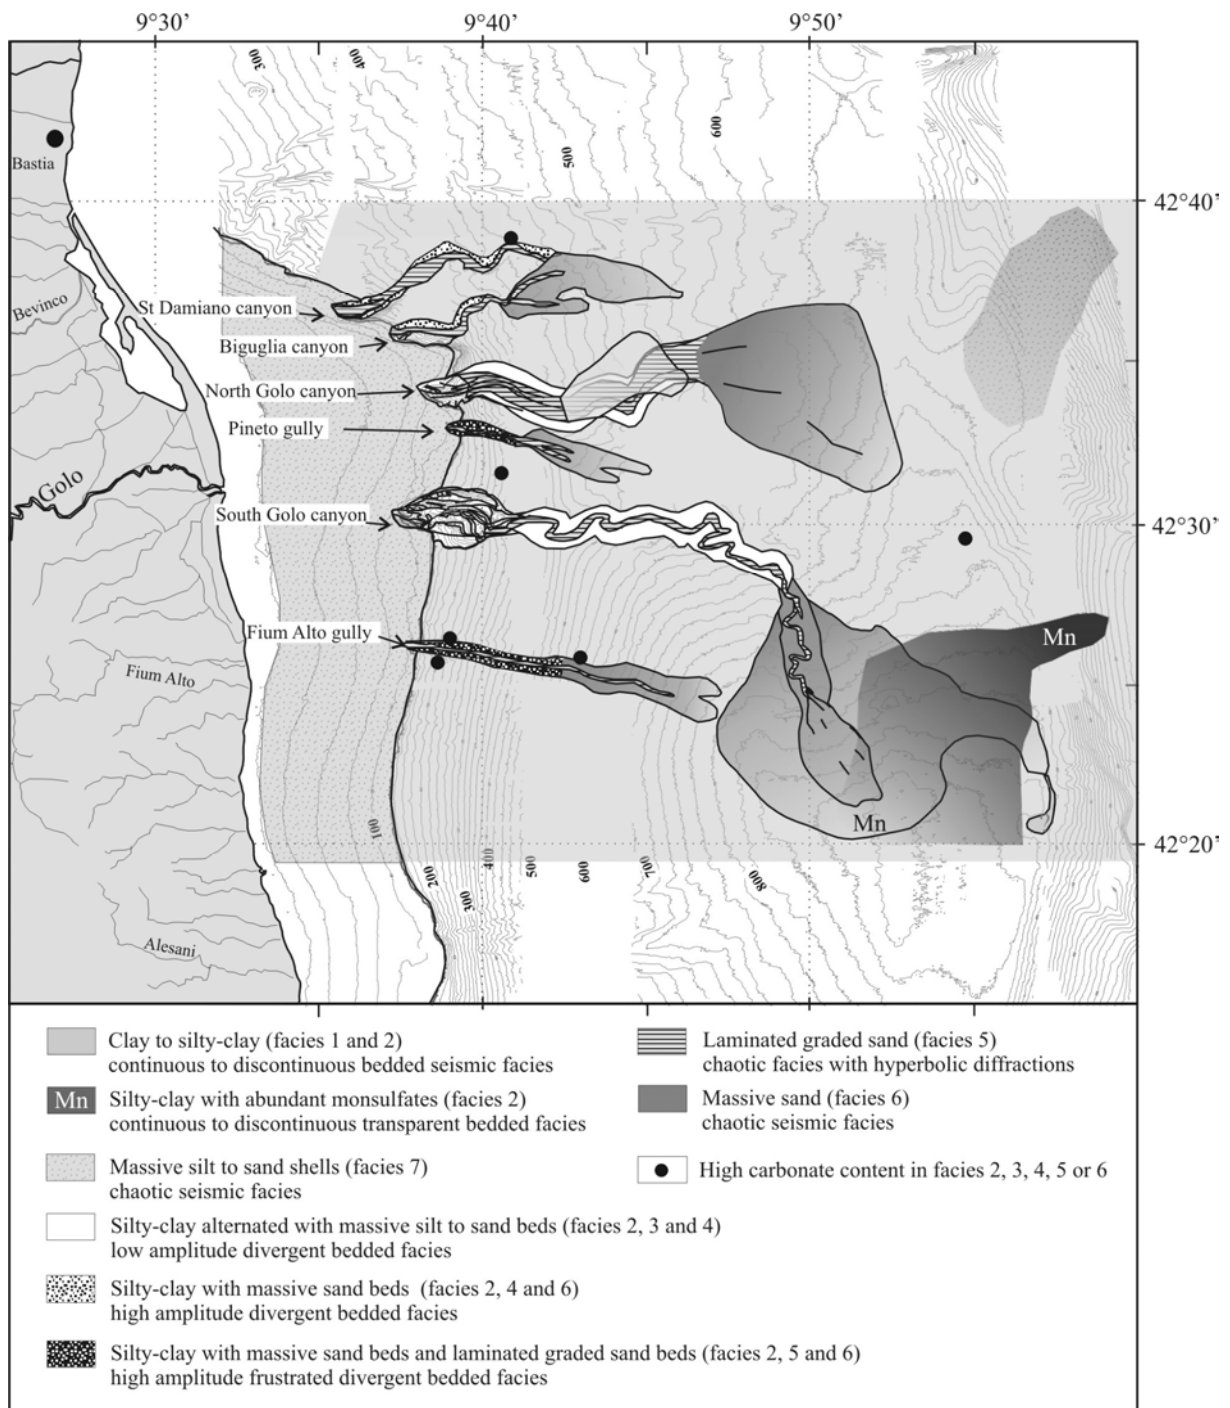 9°30’ 9°40’ 9°50’
300
400
600
500
Bastia
42°40’
Bevinco
St Damiano canyon
Biguglia canyon
North Golo canyon
Pineto gully
Golo
South Golo canyon
42°30’
Fium Alto gully
Mn
Fium Alto
Mn
100
42°20’
200
300
400
500
600
700
800
Alesani
Clay to silty-clay (facies 1 and 2)
continuous to discontinuous bedded seismic facies
Mn Silty-clay with abundant monsulfates (facies 2)
continuous to discontinuous transparent bedded facies
Massive silt to sand shells (facies 7)
chaotic seismic facies
Silty-clay alternated with massive silt to sand beds (facies 2, 3 and 4)
low amplitude divergent bedded facies
Silty-clay with massive sand beds (facies 2, 4 and 6)
high amplitude divergent bedded facies
Silty-clay with massive sand beds and laminated graded sand beds (facies 2, 5 and 6)
high amplitude frustrated divergent bedded facies
Laminated graded sand (facies 5)
chaotic facies with hyperbolic diffractions
Massive sand (facies 6)
chaotic seismic facies
High carbonate content in facies 2, 3, 4, 5 or 6